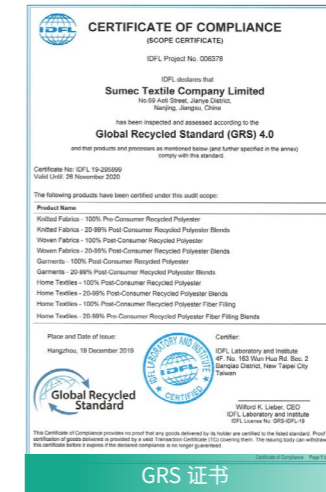 IDFL
CERTIFICATE OF COMPLIANCE
(SCOPE CERTIFICATE)
IDFL Project No. 006378
IDFL declares that
Sumec Textile Company Limited
No.69 Aoti Street, Jianye District,
Nanjing, Jiangsu, China
has been inspected and assessed according to the
Global Recycled Standard (GRS) 4.0
and that products and processes as mentioned below (and further specified in the annex)
comply with this standard.
Certificate No: IDFL 19-295899
Valid Until: 26 November 2020
The following products have been certified under this audit scope:
Product Name
Knitted Fabrics - 100% Pre-Consumer Recycled Polyester
Knitted Fabrics - 20-99% Post-Consumer Recycled Polyester Blends
Woven Fabrics - 100% Post-Consumer Recycled Polyester
Woven Fabrics - 20-99% Post-Consumer Recycled Polyester Blends
Garments - 100% Post-Consumer Recycled Polyester
Garments - 20-99% Post-Consumer Recycled Polyester Blends
Home Textiles - 100% Post-Consumer Recycled Polyester
Home Textiles - 20-99% Post-Consumer Recycled Polyester Blends
Home Textiles - 100% Post-Consumer Recycled Polyester Fiber Filling
Home Textiles - 20-99% Pre-Consumer Recycled Polyester Fiber Filling Blends
Place and Date of Issue:
Hangzhou, 19 December 2019
Global Recycled
Standard
IDFL LABORATORY AND INSTITUTE
IDFL
CERTIFIED
Certifier:
IDFL Laboratory and Institute
4F. No. 163 Wun Hua Rd. Sec. 2
Banqiao District, New Taipei City
Taiwan
Wilford K. Lieber, CEO
IDFL Laboratory and Institute
IDFL License No: GRS-IDFL-19
This Certificate of Compliance provides no proof that any goods delivered by its holder are certified to the listed standard. Proof
certification of goods delivered is provided by a valid Transaction Certificate (TC) covering them. The issuing body can withdraw
this certificate before it expires if the declared compliance is no longer guaranteed.
Certificate of Compliance Page 1
GRS 证书